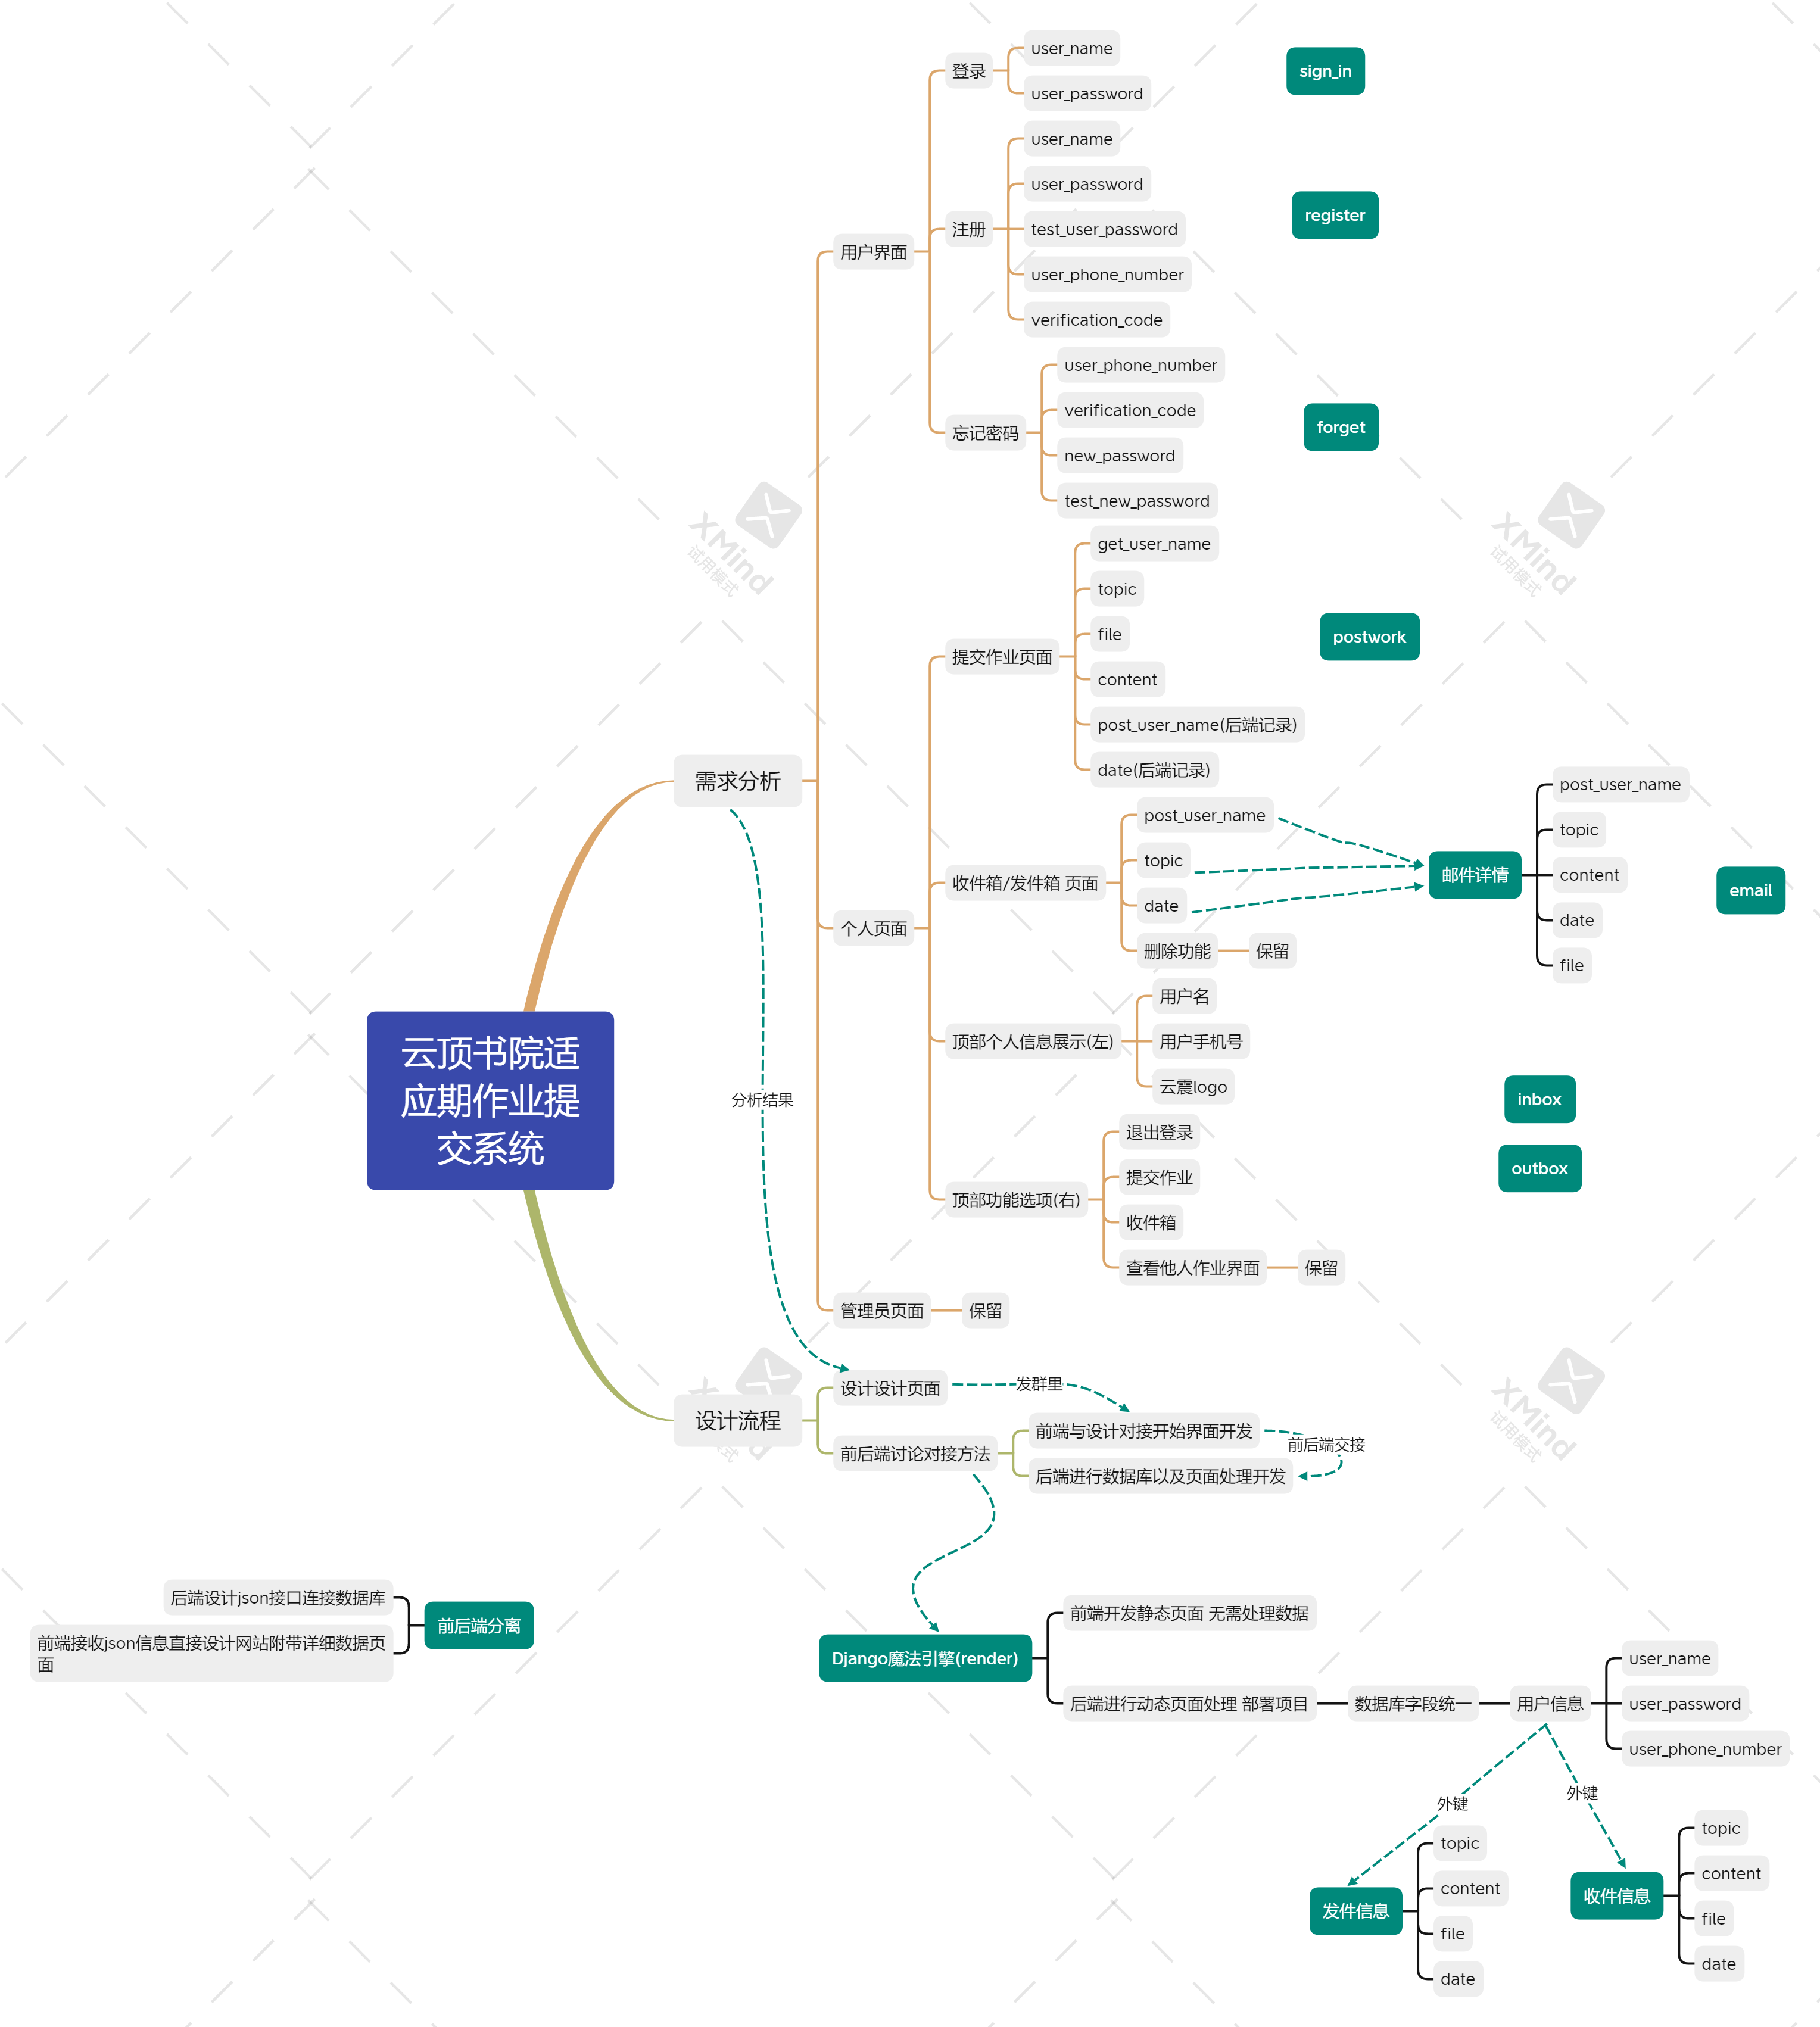 user_name
登录
sign_in
user_password
user_name
user_password
注册
register
test_user_password
user_phone_number
用户界面
verification_code
user_phone_number
verification_code
忘记密码
forget
new_password
test_new_password
XMind
试用模式
XMind
试用模式
get_user_name
topic
file
提交作业页面
postwork
content
post_user_name(后端记录)
date(后端记录)
需求分析
post_user_name
topic
收件箱/发件箱 页面
date
删除功能
保留
邮件详情
post_user_name
topic
content
date
file
email
个人页面
用户名
顶部个人信息展示(左)
用户手机号
云震logo
云顶书院适
应期作业提
交系统
分析结果
inbox
outbox
退出登录
提交作业
顶部功能选项(右)
收件箱
查看他人作业界面
保留
管理员页面
保留
设计设计页面
发群里
设计流程
模式
XMind
试用模式
前端与设计对接开始界面开发
前后端交接
前后端讨论对接方法
后端进行数据库以及页面处理开发
后端设计json接口连接数据库
前后端分离
前端接收json信息直接设计网站附带详细数据页
面
前端开发静态页面 无需处理数据
Django魔法引擎(render)
后端进行动态页面处理 部署项目
数据库字段统一
用户信息
user_name
user_password
user_phone_number
外键
外键
topic
content
发件信息
file
date
topic
content
收件信息
file
date